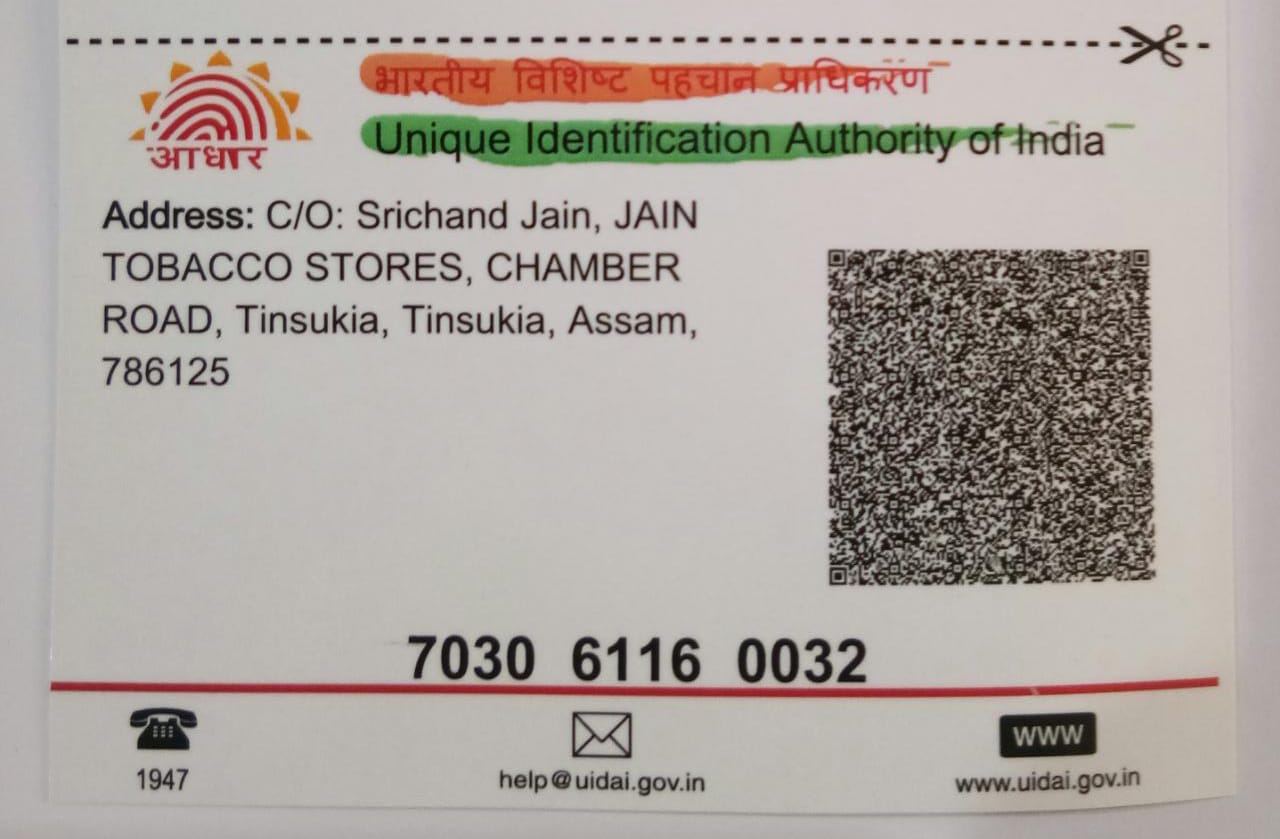 भारतीय विशिष्ट पहचान प्राधिकरण
आधार
Unique Identification Authority of India
Address: C/O: Srichand Jain, JAIN
TOBACCO STORES, CHAMBER
ROAD, Tinsukia, Tinsukia, Assam,
786125
7030 6116 0032
1947
help@uidai.gov.in
WWW
www.uidai.gov.in